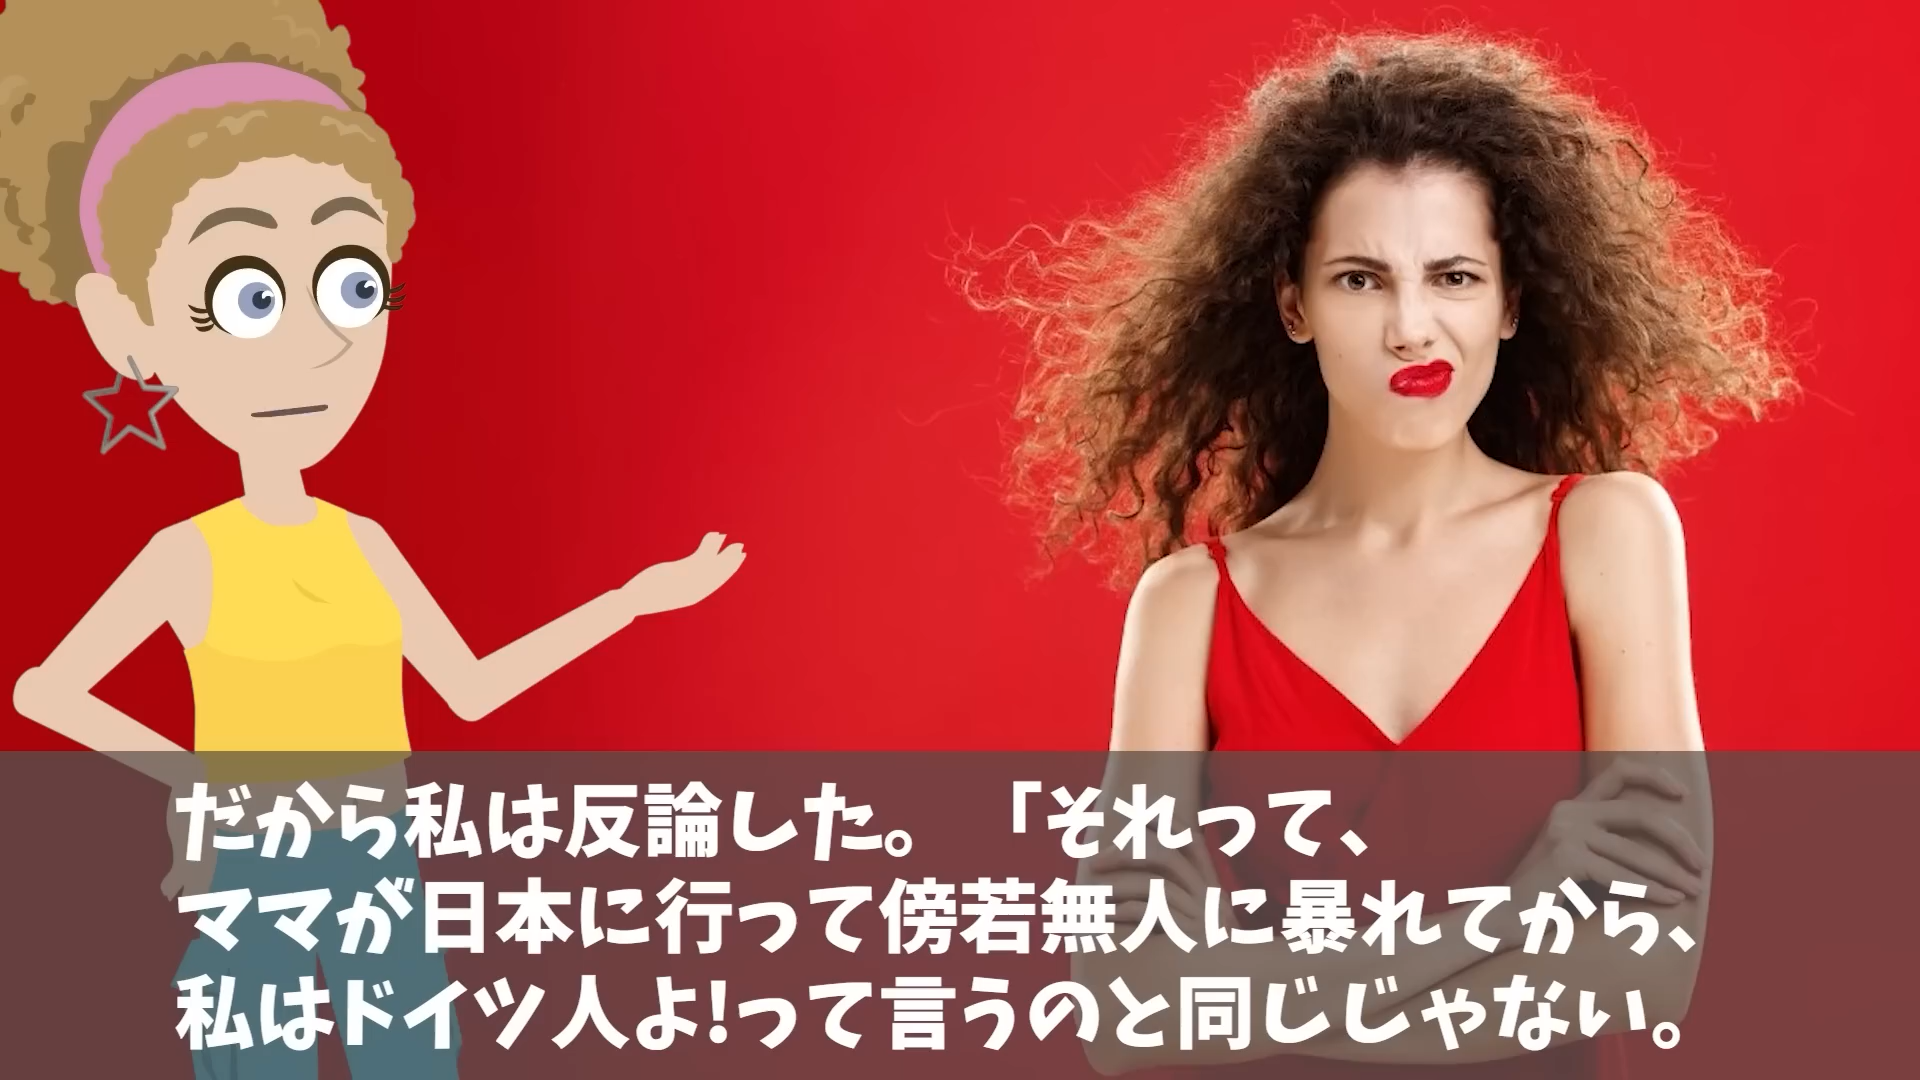 だから私は反論した。「それって、
ママが日本に行って傍若無人に暴れてから、
私はドイツ人よ!って言うのと同じじゃない。